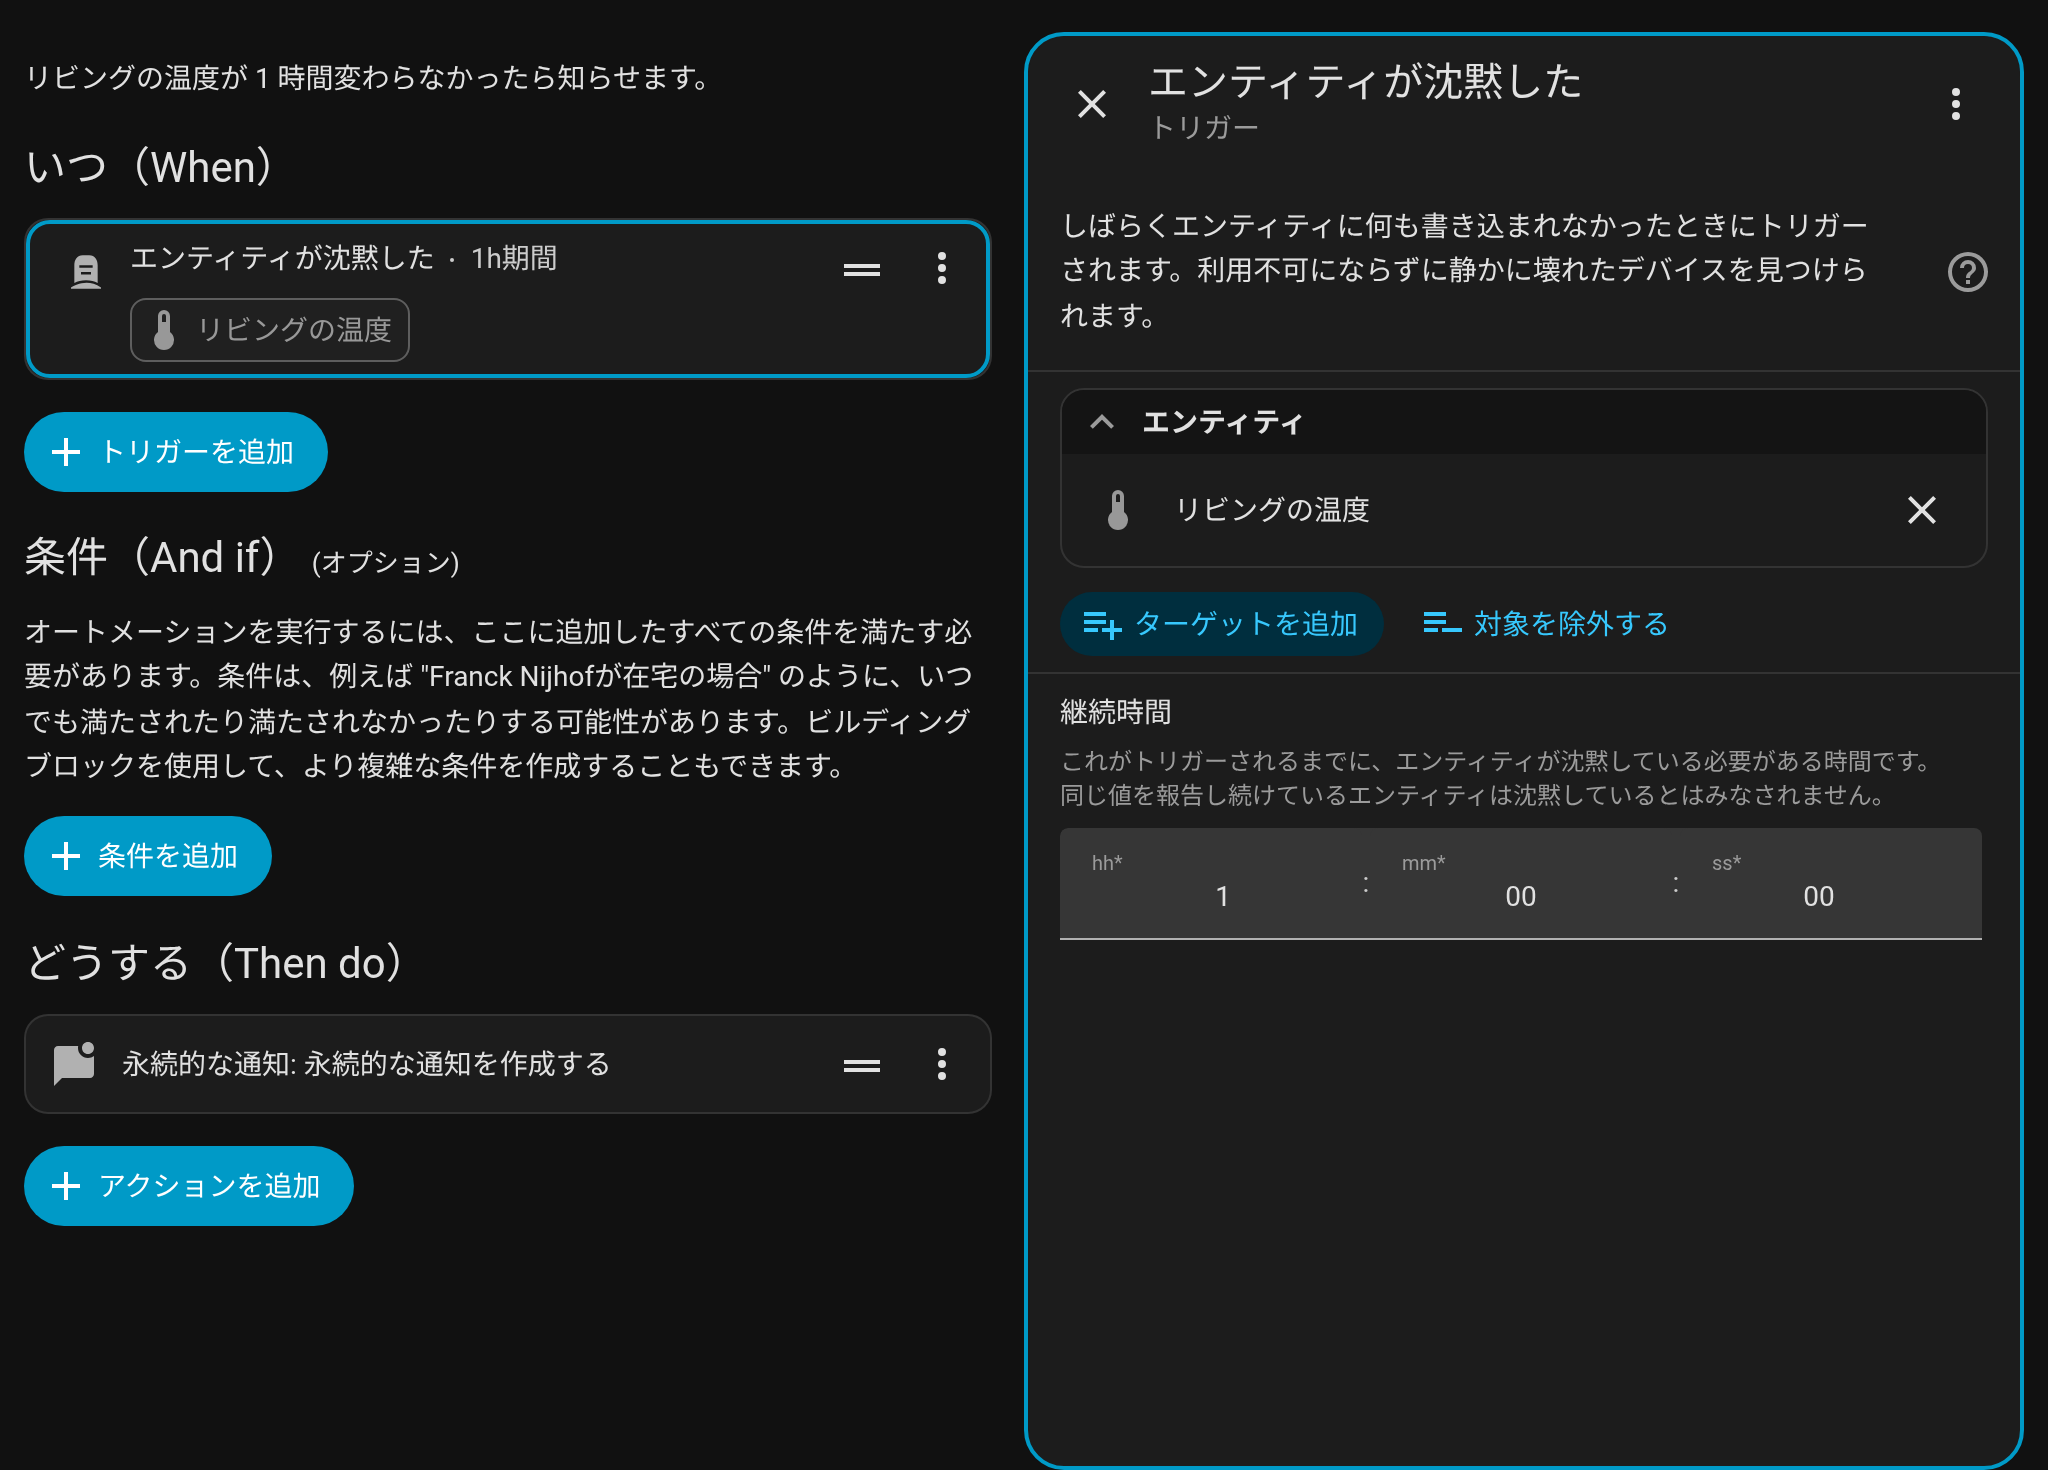 リビングの温度が 1 時間変わらなかったら知らせます。
いつ（When）
エンティティが沈黙した · 1h期間
リビングの温度
トリガーを追加
条件（And if） (オプション)
オートメーションを実行するには、ここに追加したすべての条件を満たす必
要があります。条件は、例えば "Franck Nijhofが在宅の場合" のように、いつ
でも満たされたり満たされなかったりする可能性があります。ビルディング
ブロックを使用して、より複雑な条件を作成することもできます。
条件を追加
どうする（Then do）
永続的な通知: 永続的な通知を作成する
アクションを追加
エンティティが沈黙した
トリガー
しばらくエンティティに何も書き込まれなかったときにトリガー
されます。利用不可にならずに静かに壊れたデバイスを見つけら
れます。
エンティティ
リビングの温度
ターゲットを追加 対象を除外する
継続時間
これがトリガーされるまでに、エンティティが沈黙している必要がある時間です。
同じ値を報告し続けているエンティティは沈黙しているとはみなされません。
hh* mm* ss*
1 : 00 : 00